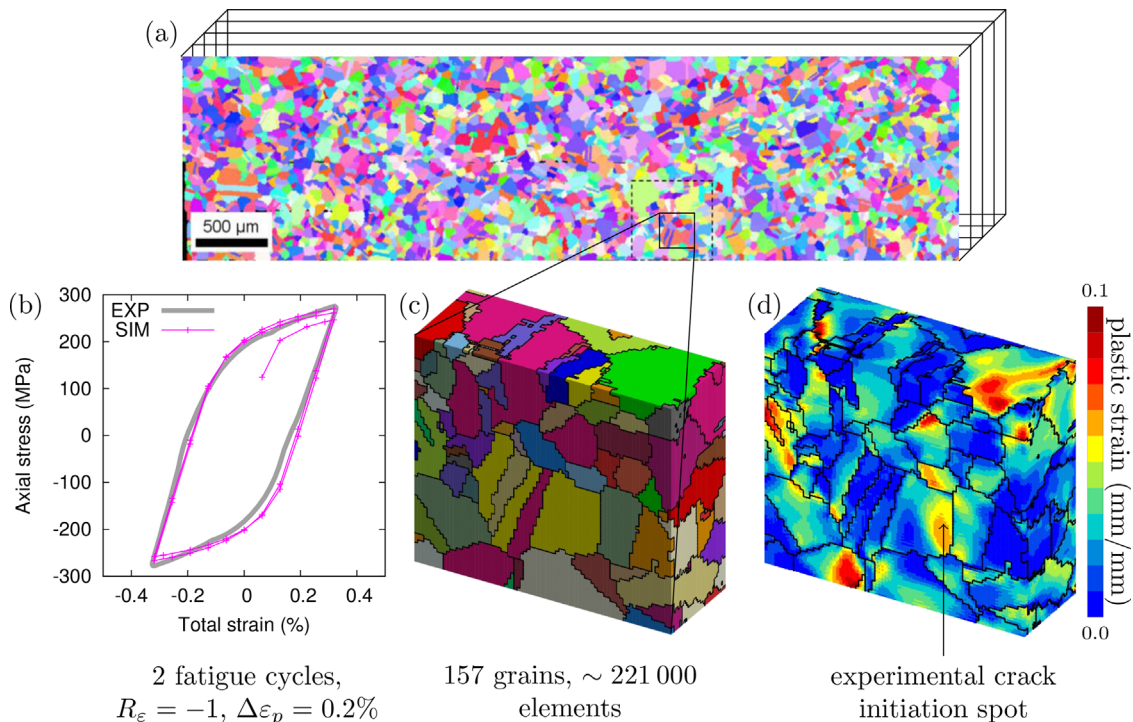 (a)
500 µm
(b)
300
200
100
0
-100
-200
-300
Axial stress (MPa)
EXP
SIM
-0.4
-0.2
0
0.2
0.4
Total strain (%)
2 fatigue cycles,
R_ε = −1, Δε_p = 0.2%
(c)
157 grains, ∼ 221 000
elements
(d)
0.1
plastic strain (mm/mm)
0.0
experimental crack
initiation spot